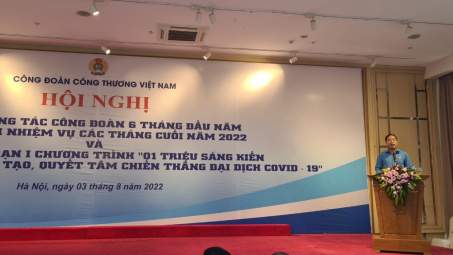 CÔNG ĐOÀN CÔNG THƯƠNG VIỆT NAM
HỘI NGHỊ
TÁC CÔNG ĐOÀN 6 THÁNG ĐẦU NĂM
NHIỆM VỤ CÁC THÁNG CUỐI NĂM 2022
VÀ
I CHƯƠNG TRÌNH "01 TRIỆU SÁNG KIẾN
TẠO, QUYẾT TÂM CHIẾN THẮNG ĐẠI DỊCH COVID - 19"
Hà Nội, ngày 03 tháng 8 năm 2022